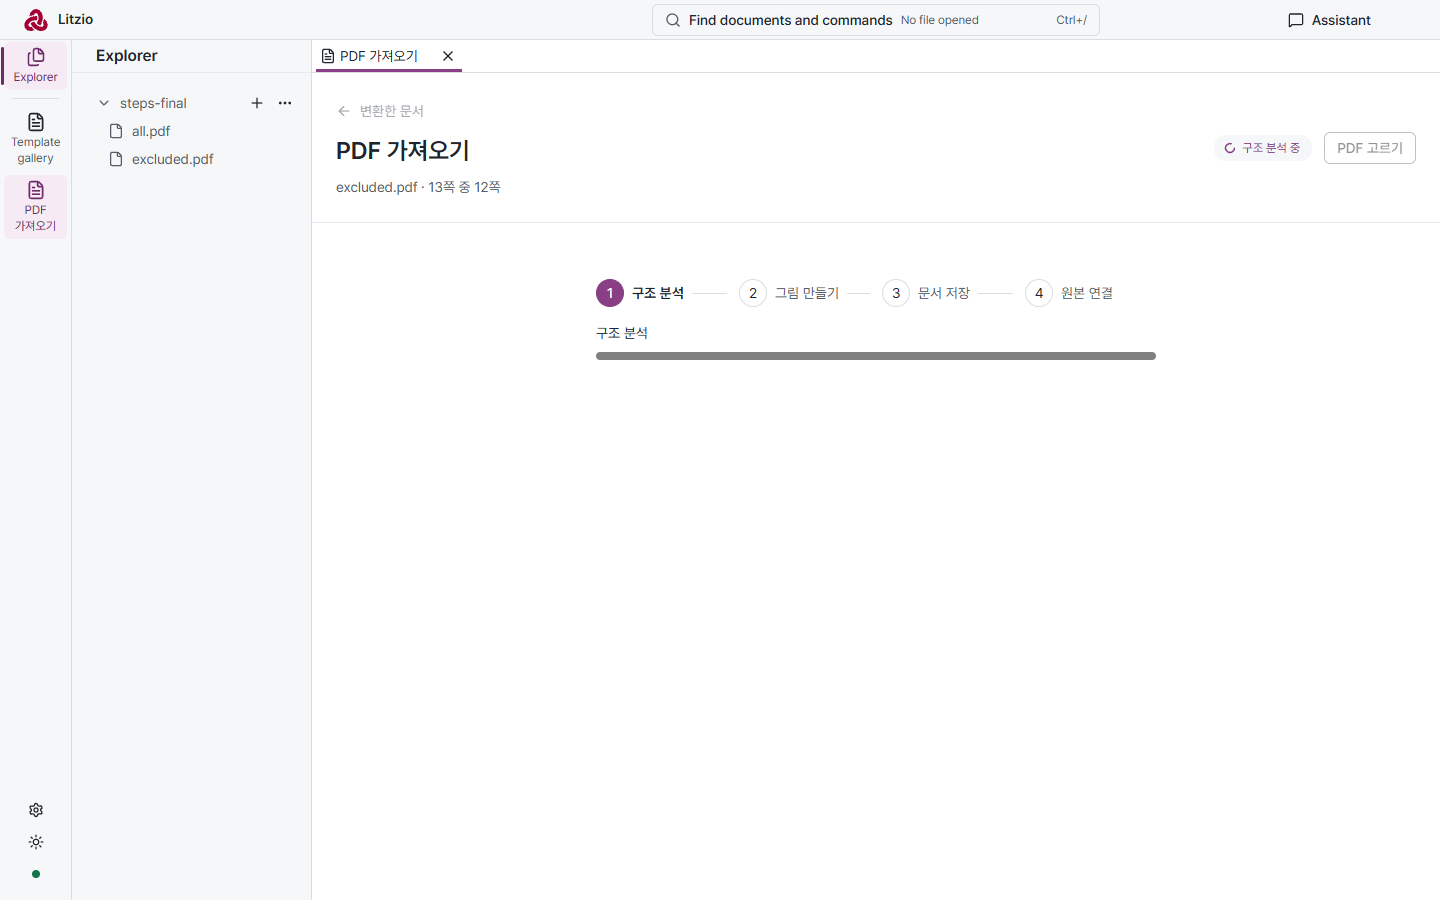 Litzio
Find documents and commands No file opened Ctrl+/
Assistant
Explorer
Template
gallery
PDF
가져오기
Explorer
steps-final
all.pdf
excluded.pdf
PDF 가져오기
변환한 문서
PDF 가져오기
구조 분석 중
PDF 고르기
excluded.pdf · 13쪽 중 12쪽
1 구조 분석 2 그림 만들기 3 문서 저장 4 원본 연결
구조 분석